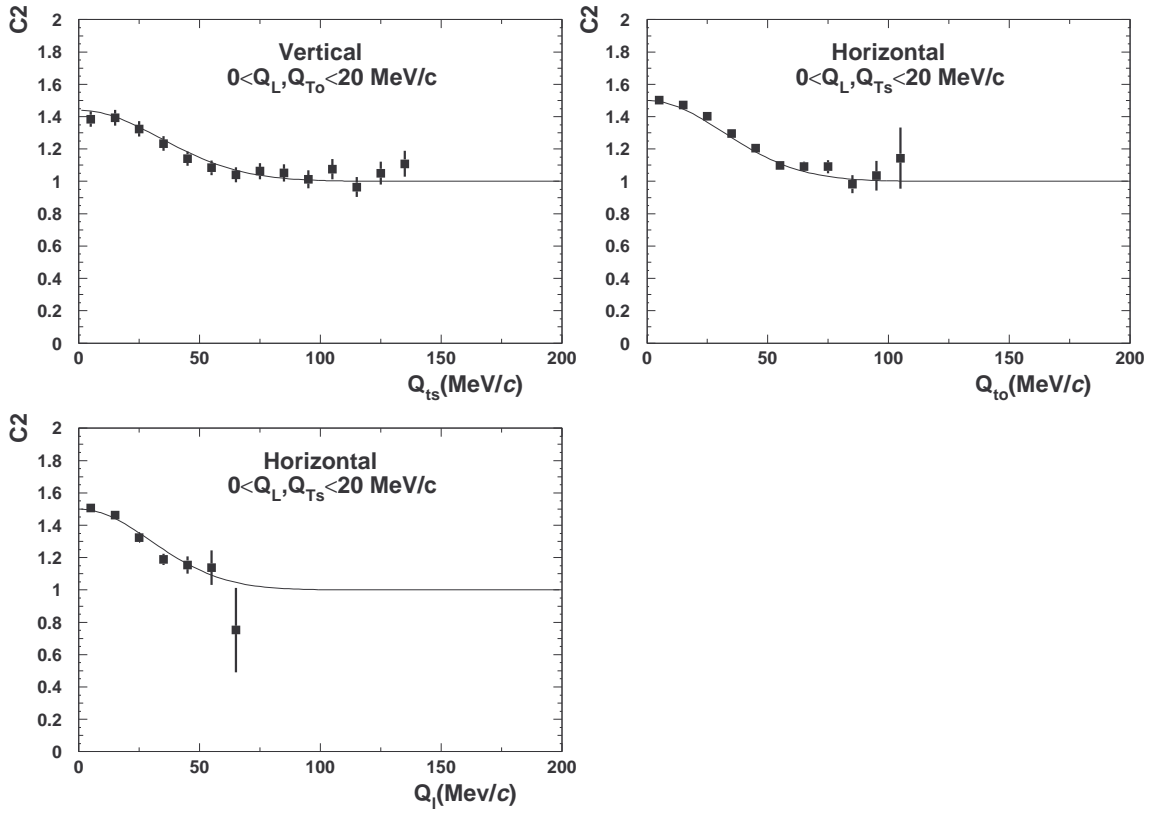 C2
2
1.8
1.6
1.4
1.2
1
0.8
0.6
0.4
0.2
0
Vertical
0<Q_L,Q_To<20 MeV/c
0 50 100 150 200
Q_ts(MeV/c)
2
1.8
1.6
1.4
1.2
1
0.8
0.6
0.4
0.2
0
Horizontal
0<Q_L,Q_Ts<20 MeV/c
0 50 100 150 200
Q_to(MeV/c)
C2
2
1.8
1.6
1.4
1.2
1
0.8
0.6
0.4
0.2
0
Horizontal
0<Q_L,Q_Ts<20 MeV/c
0 50 100 150 200
Q_l(Mev/c)
C2